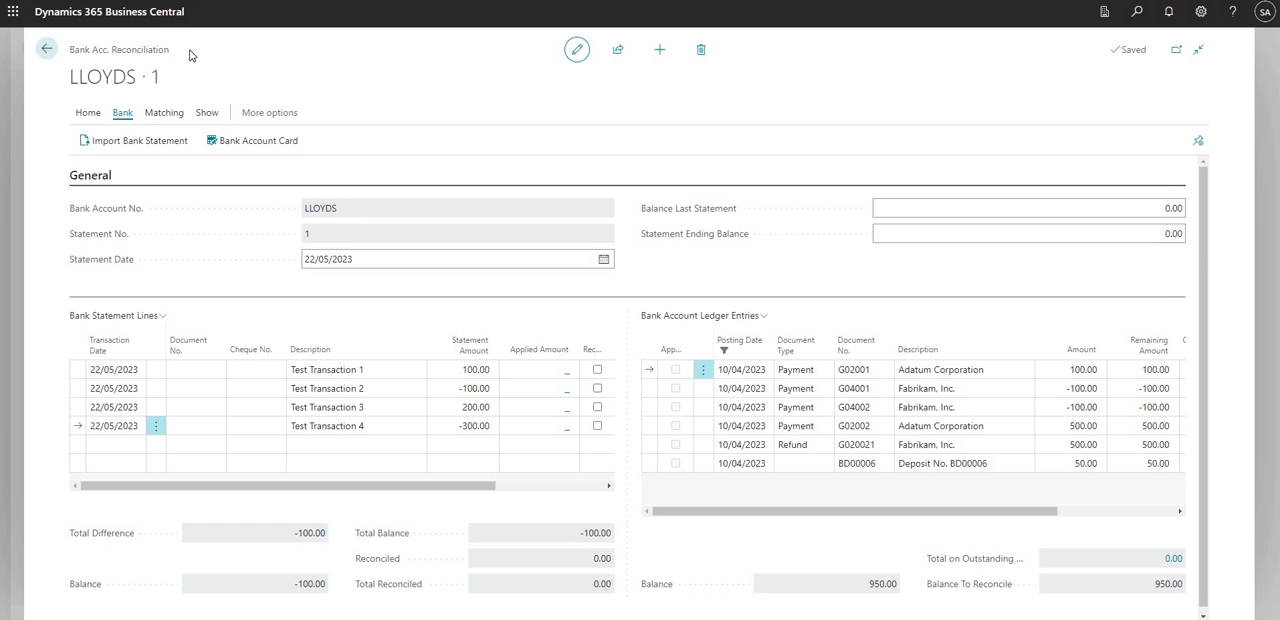 Dynamics 365 Business Central
SA
Bank Acc. Reconciliation
Saved
LLOYDS · 1
Home Bank Matching Show More options
Import Bank Statement Bank Account Card
General
Bank Account No. LLOYDS Balance Last Statement 0.00
Statement No. 1 Statement Ending Balance 0.00
Statement Date 22/05/2023
Bank Statement Lines Bank Account Ledger Entries
Transaction Date Document No. Cheque No. Description Statement Amount Applied Amount Rec... App... Posting Date Document Type Document No. Description Amount Remaining Amount
22/05/2023 Test Transaction 1 100.00 _ 10/04/2023 Payment G02001 Adatum Corporation 100.00 100.00
22/05/2023 Test Transaction 2 -100.00 _ 10/04/2023 Payment G04001 Fabrikam, Inc. -100.00 -100.00
22/05/2023 Test Transaction 3 200.00 _ 10/04/2023 Payment G04002 Fabrikam, Inc. -100.00 -100.00
22/05/2023 Test Transaction 4 -300.00 _ 10/04/2023 Payment G02002 Adatum Corporation 500.00 500.00
10/04/2023 Refund G020021 Fabrikam, Inc. 500.00 500.00
10/04/2023 BD00006 Deposit No. BD00006 50.00 50.00
Total Difference -100.00 Total Balance -100.00
Reconciled 0.00 Total on Outstanding ... 0.00
Balance -100.00 Total Reconciled 0.00 Balance 950.00 Balance To Reconcile 950.00